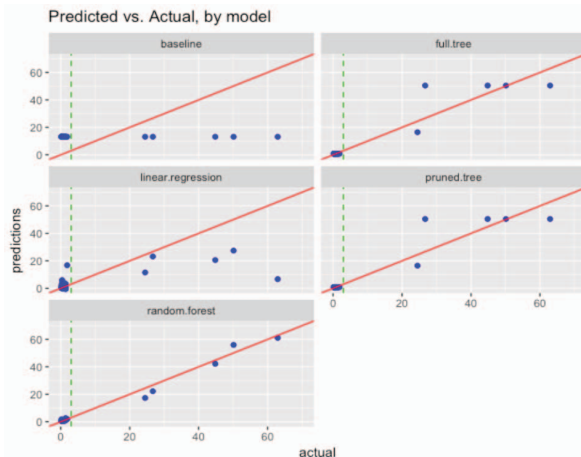 Predicted vs. Actual, by model
baseline
full.tree
60
40
20
0
linear.regression
pruned.tree
60
40
20
0
random.forest
0
20
40
60
60
40
20
0
0
20
40
60
predictions
actual